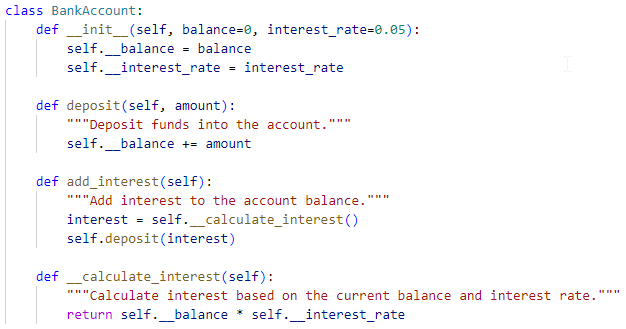 class BankAccount:
    def __init__(self, balance=0, interest_rate=0.05):
        self.__balance = balance
        self.__interest_rate = interest_rate

    def deposit(self, amount):
        """Deposit funds into the account."""
        self.__balance += amount

    def add_interest(self):
        """Add interest to the account balance."""
        interest = self.__calculate_interest()
        self.deposit(interest)

    def __calculate_interest(self):
        """Calculate interest based on the current balance and interest rate."""
        return self.__balance * self.__interest_rate